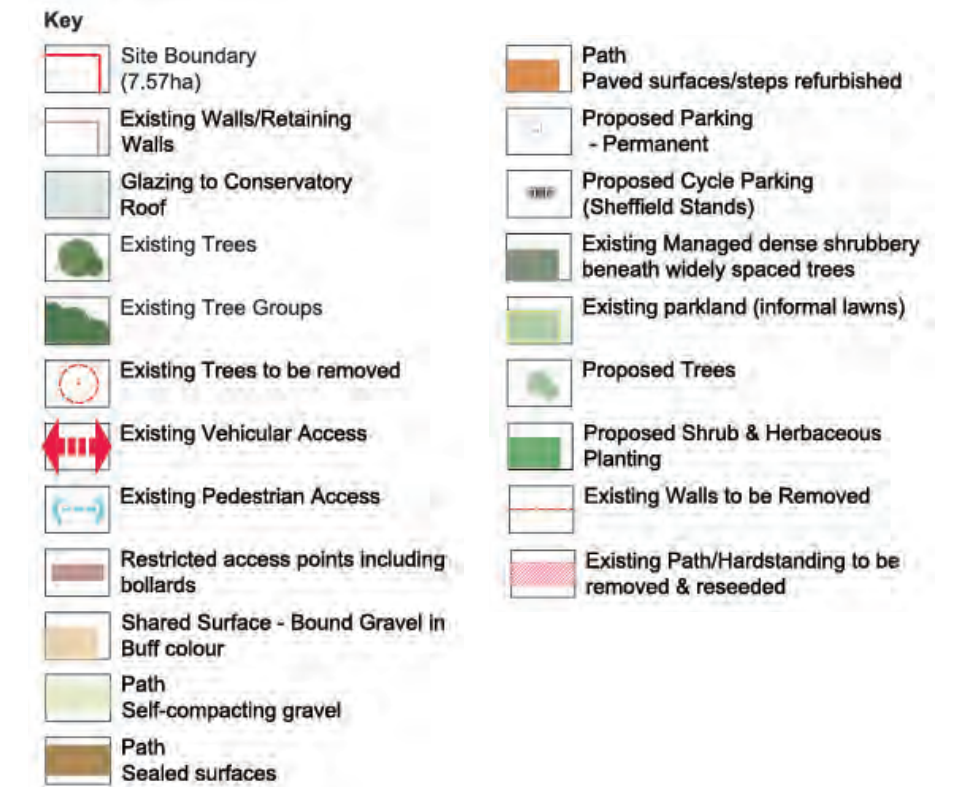 Key
Site Boundary
(7.57ha)
Existing Walls/Retaining
Walls
Glazing to Conservatory
Roof
Existing Trees
Existing Tree Groups
Existing Trees to be removed
Existing Vehicular Access
Existing Pedestrian Access
Restricted access points including
bollards
Shared Surface - Bound Gravel in
Buff colour
Path
Self-compacting gravel
Path
Sealed surfaces
Path
Paved surfaces/steps refurbished
Proposed Parking
- Permanent
Proposed Cycle Parking
(Sheffield Stands)
Existing Managed dense shrubbery
beneath widely spaced trees
Existing parkland (informal lawns)
Proposed Trees
Proposed Shrub & Herbaceous
Planting
Existing Walls to be Removed
Existing Path/Hardstanding to be
removed & reseeded